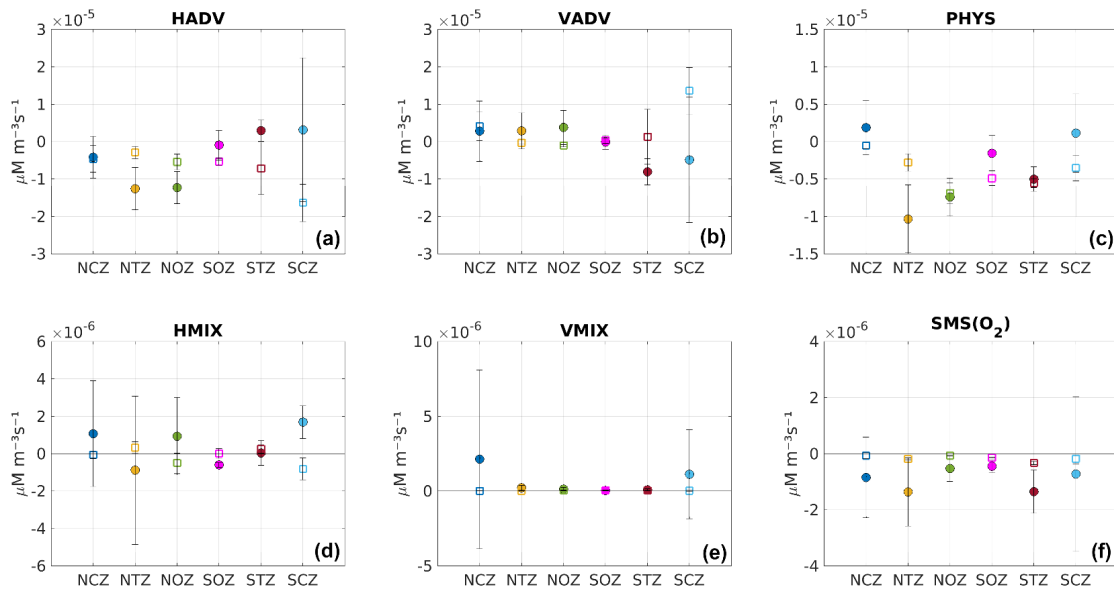 HADV
×10⁻⁵
3
2
1
0
-1
-2
-3
μM m⁻³s⁻¹
NCZ NTZ NOZ SOZ STZ SCZ
(a)
VADV
×10⁻⁵
3
2
1
0
-1
-2
-3
μM m⁻³s⁻¹
NCZ NTZ NOZ SOZ STZ SCZ
(b)
PHYS
×10⁻⁵
1.5
1
0.5
0
-0.5
-1
-1.5
μM m⁻³s⁻¹
NCZ NTZ NOZ SOZ STZ SCZ
(c)
HMIX
×10⁻⁶
6
4
2
0
-2
-4
-6
μM m⁻³s⁻¹
NCZ NTZ NOZ SOZ STZ SCZ
(d)
VMIX
×10⁻⁶
10
5
0
-5
μM m⁻³s⁻¹
NCZ NTZ NOZ SOZ STZ SCZ
(e)
SMS(O₂)
×10⁻⁶
4
2
0
-2
-4
μM m⁻³s⁻¹
NCZ NTZ NOZ SOZ STZ SCZ
(f)